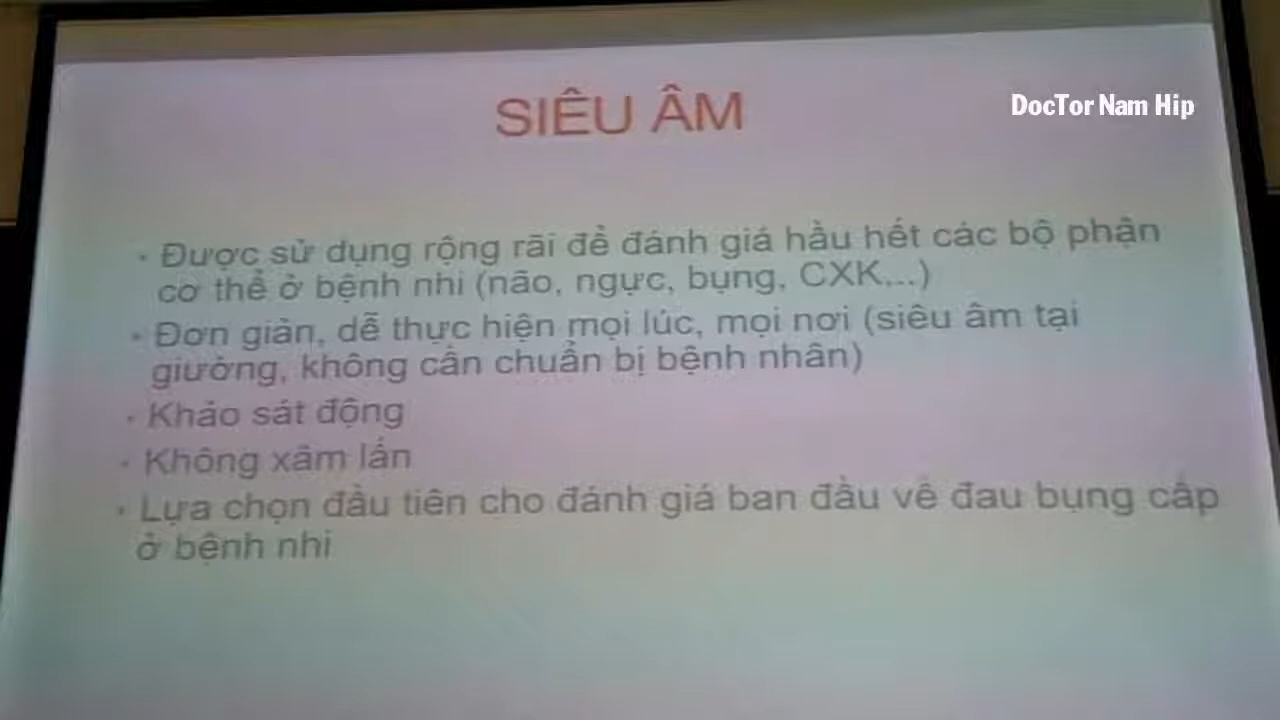 SIÊU ÂM
DocTor Nam Hip
• Được sử dụng rộng rãi để đánh giá hầu hết các bộ phận
cơ thể ở bệnh nhi (não, ngực, bụng, CXK,...)
• Đơn giản, dễ thực hiện mọi lúc, mọi nơi (siêu âm tại
giường, không cần chuẩn bị bệnh nhân)
• Khảo sát động
• Không xâm lấn
• Lựa chọn đầu tiên cho đánh giá ban đầu về đau bụng cấp
ở bệnh nhi